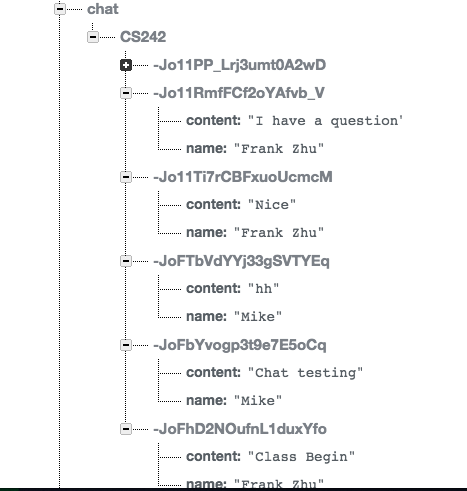 chat
CS242
-Jo11PP_Lrj3umt0A2wD
-Jo11RmfFCf2oYAfvb_V
content: "I have a question'
name: "Frank Zhu"
-Jo11Ti7rCBFxuoUcmcM
content: "Nice"
name: "Frank Zhu"
-JoFTbVdYYj33gSVTYEq
content: "hh"
name: "Mike"
-JoFbYvogp3t9e7E5oCq
content: "Chat testing"
name: "Mike"
-JoFhD2NOufnL1duxYfo
content: "Class Begin"
name: "Frank Zhu"